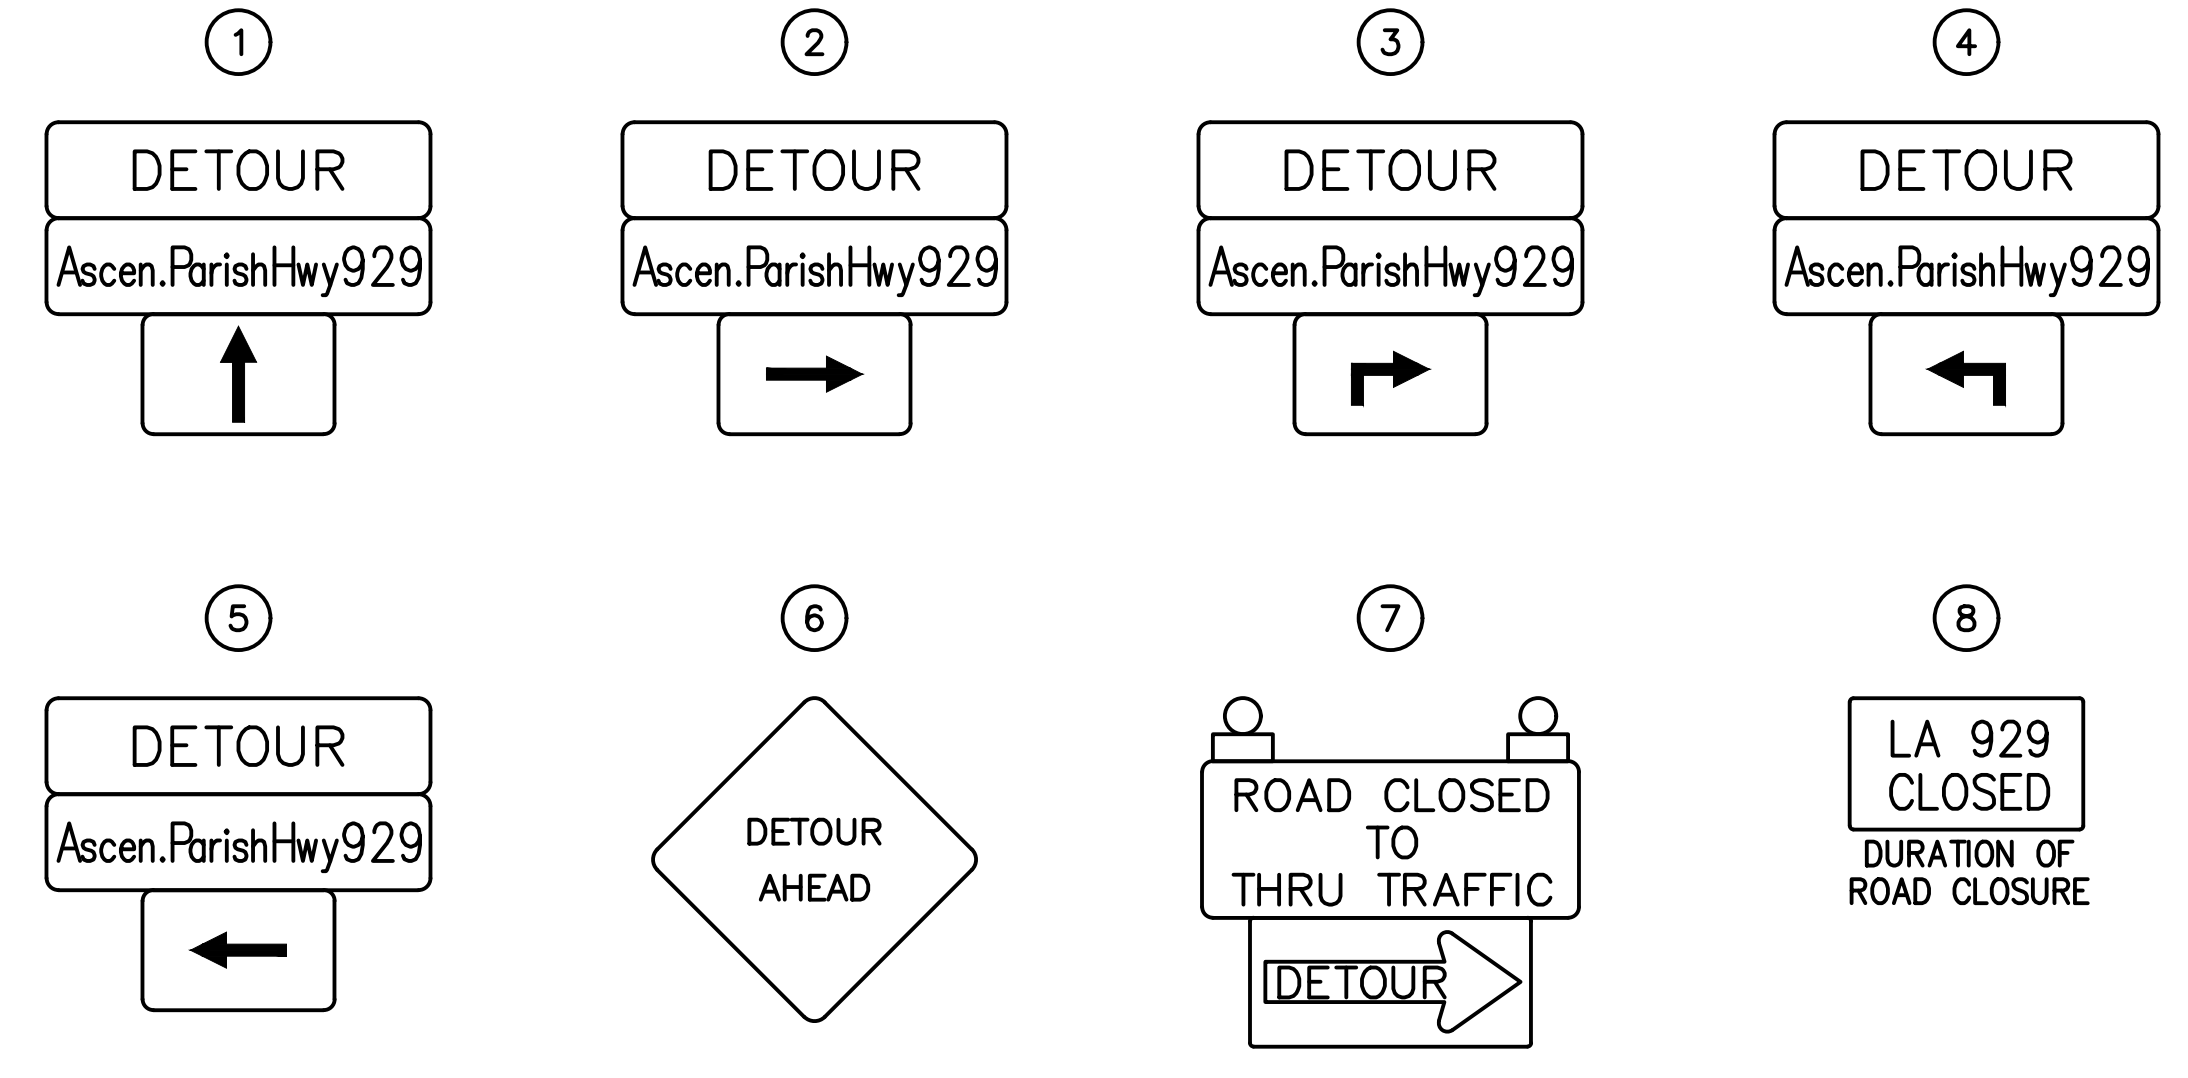 1
2
3
4
DETOUR
DETOUR
DETOUR
DETOUR
Ascen.ParishHwy929
Ascen.ParishHwy929
Ascen.ParishHwy929
Ascen.ParishHwy929
5
6
7
8
DETOUR
Ascen.ParishHwy929
DETOUR
AHEAD
ROAD CLOSED
TO
THRU TRAFFIC
DETOUR
LA 929
CLOSED
DURATION OF
ROAD CLOSURE